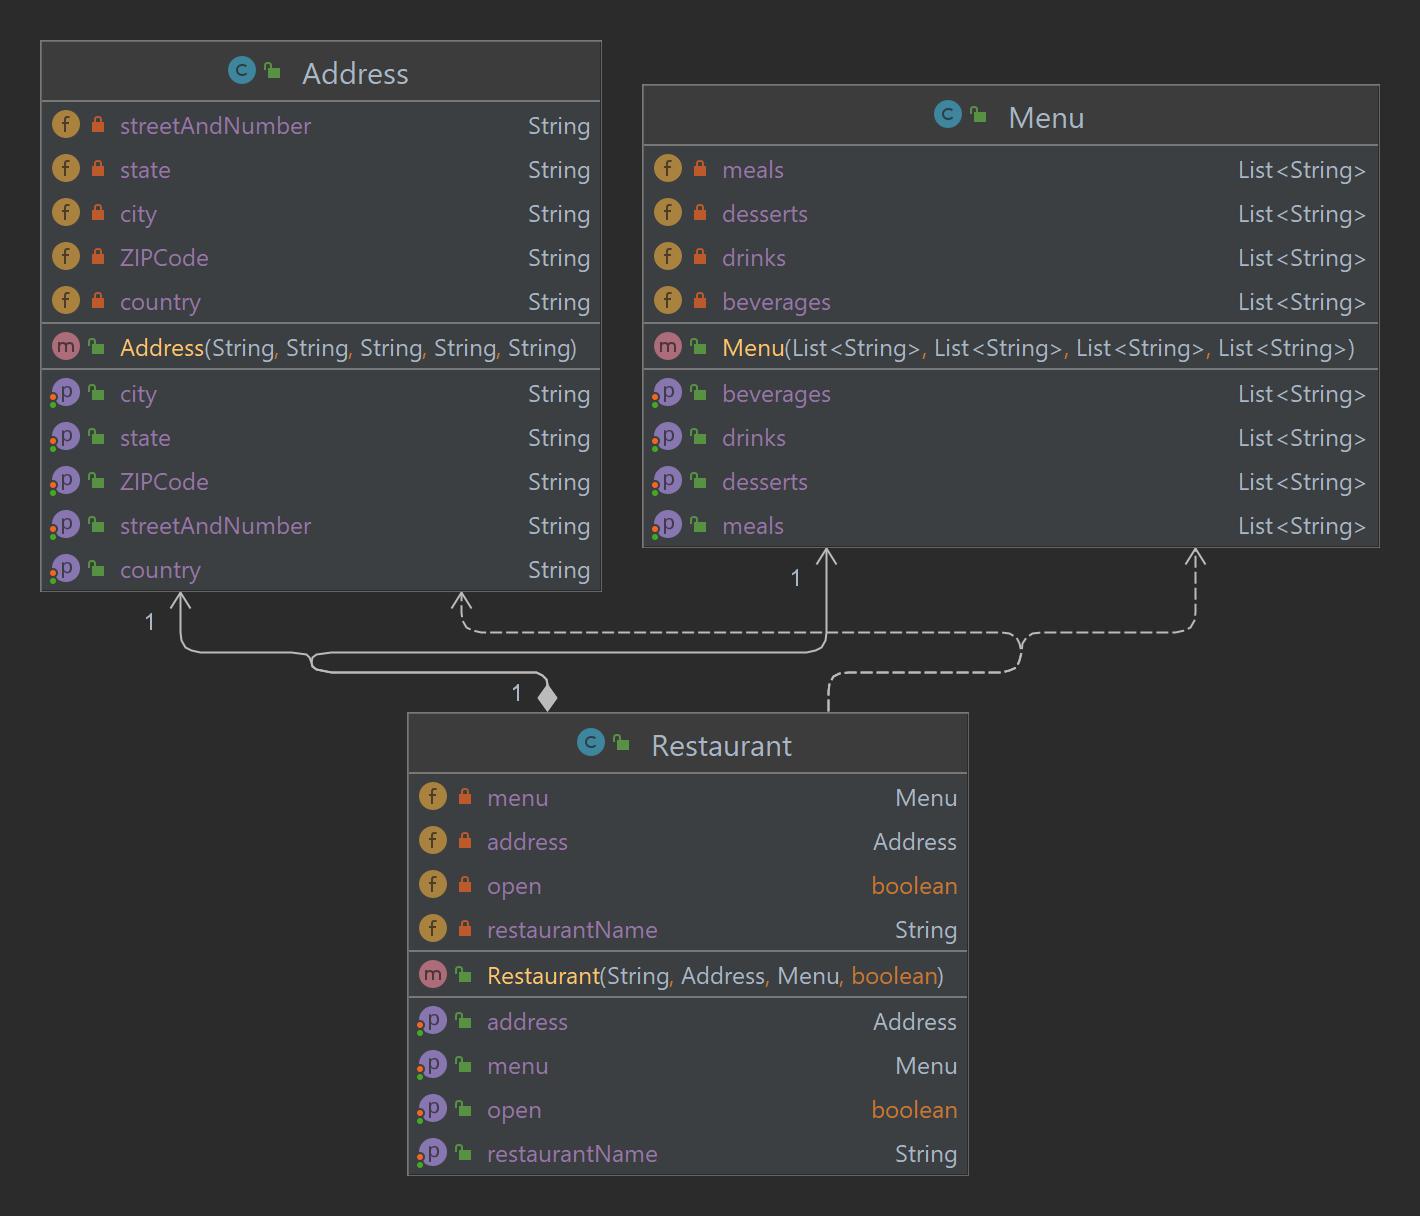 C Address
f streetAndNumber String
f state String
f city String
f ZIPCode String
f country String
m Address(String, String, String, String, String)
p city String
p state String
p ZIPCode String
p streetAndNumber String
p country String
C Menu
f meals List<String>
f desserts List<String>
f drinks List<String>
f beverages List<String>
m Menu(List<String>, List<String>, List<String>, List<String>)
p beverages List<String>
p drinks List<String>
p desserts List<String>
p meals List<String>
1
1
1
C Restaurant
f menu Menu
f address Address
f open boolean
f restaurantName String
m Restaurant(String, Address, Menu, boolean)
p address Address
p menu Menu
p open boolean
p restaurantName String